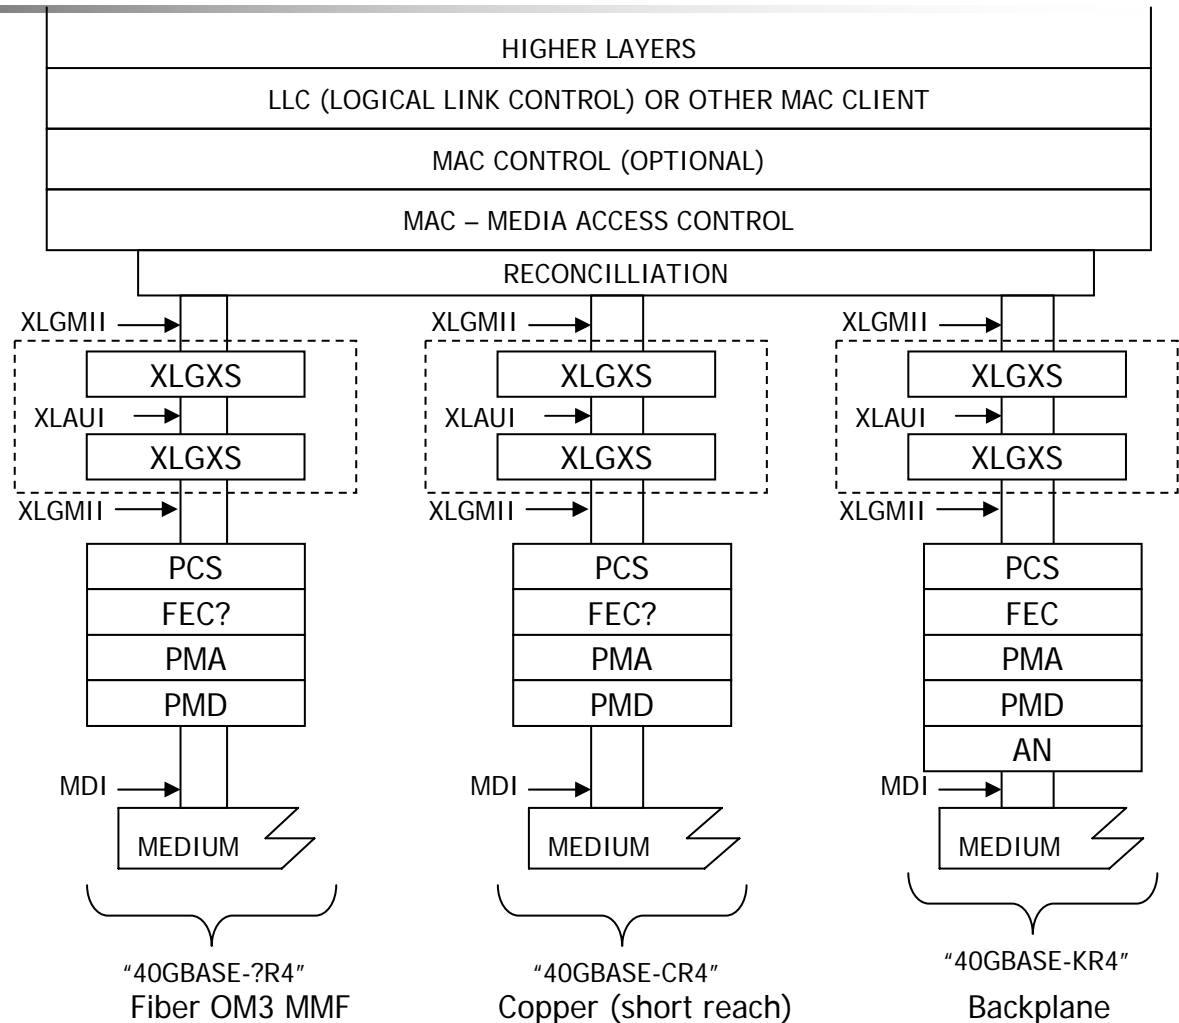 HIGHER LAYERS
LLC (LOGICAL LINK CONTROL) OR OTHER MAC CLIENT
MAC CONTROL (OPTIONAL)
MAC – MEDIA ACCESS CONTROL
RECONCILLIATION
XLGMII
XLGXS
XLAUI
XLGXS
XLGMII
PCS
FEC?
PMA
PMD
MDI
MEDIUM
"40GBASE-?R4"
Fiber OM3 MMF
XLGMII
XLGXS
XLAUI
XLGXS
XLGMII
PCS
FEC?
PMA
PMD
MDI
MEDIUM
"40GBASE-CR4"
Copper (short reach)
XLGMII
XLGXS
XLAUI
XLGXS
XLGMII
PCS
FEC
PMA
PMD
AN
MDI
MEDIUM
"40GBASE-KR4"
Backplane